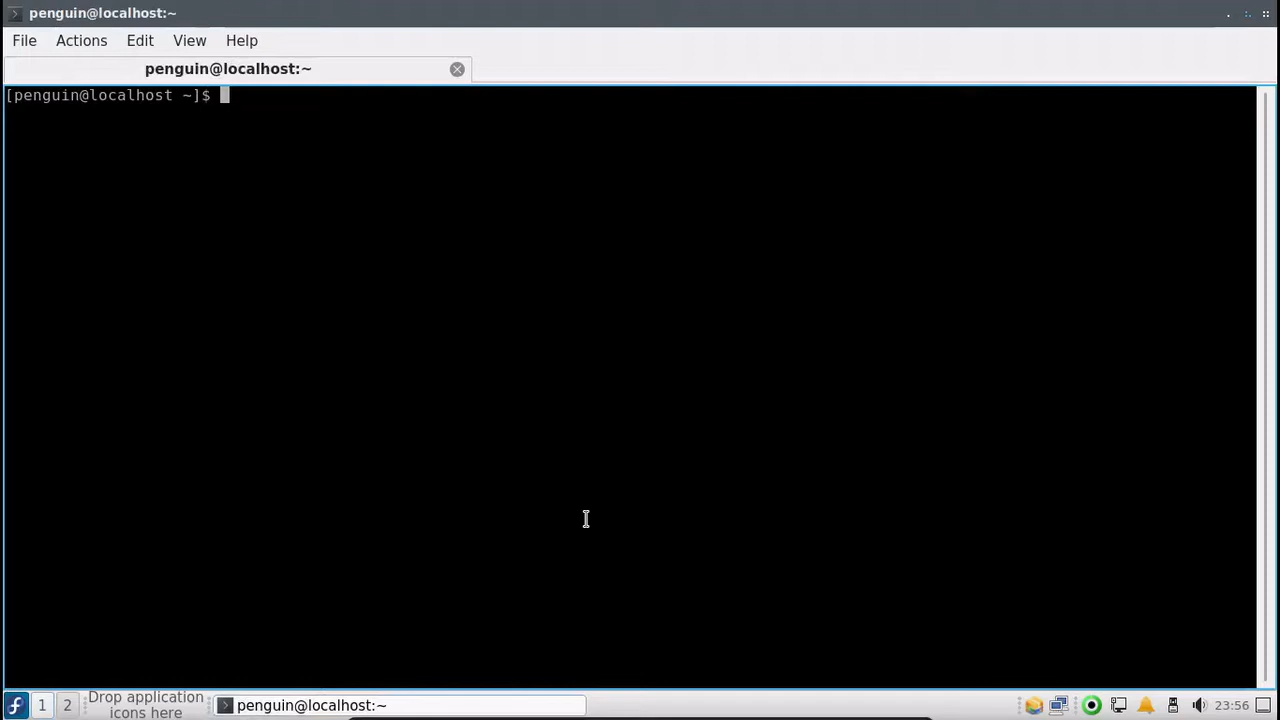 penguin@localhost:~
File Actions Edit View Help
penguin@localhost:~
[penguin@localhost ~]$
1 2 Drop application icons here penguin@localhost:~ 23:56